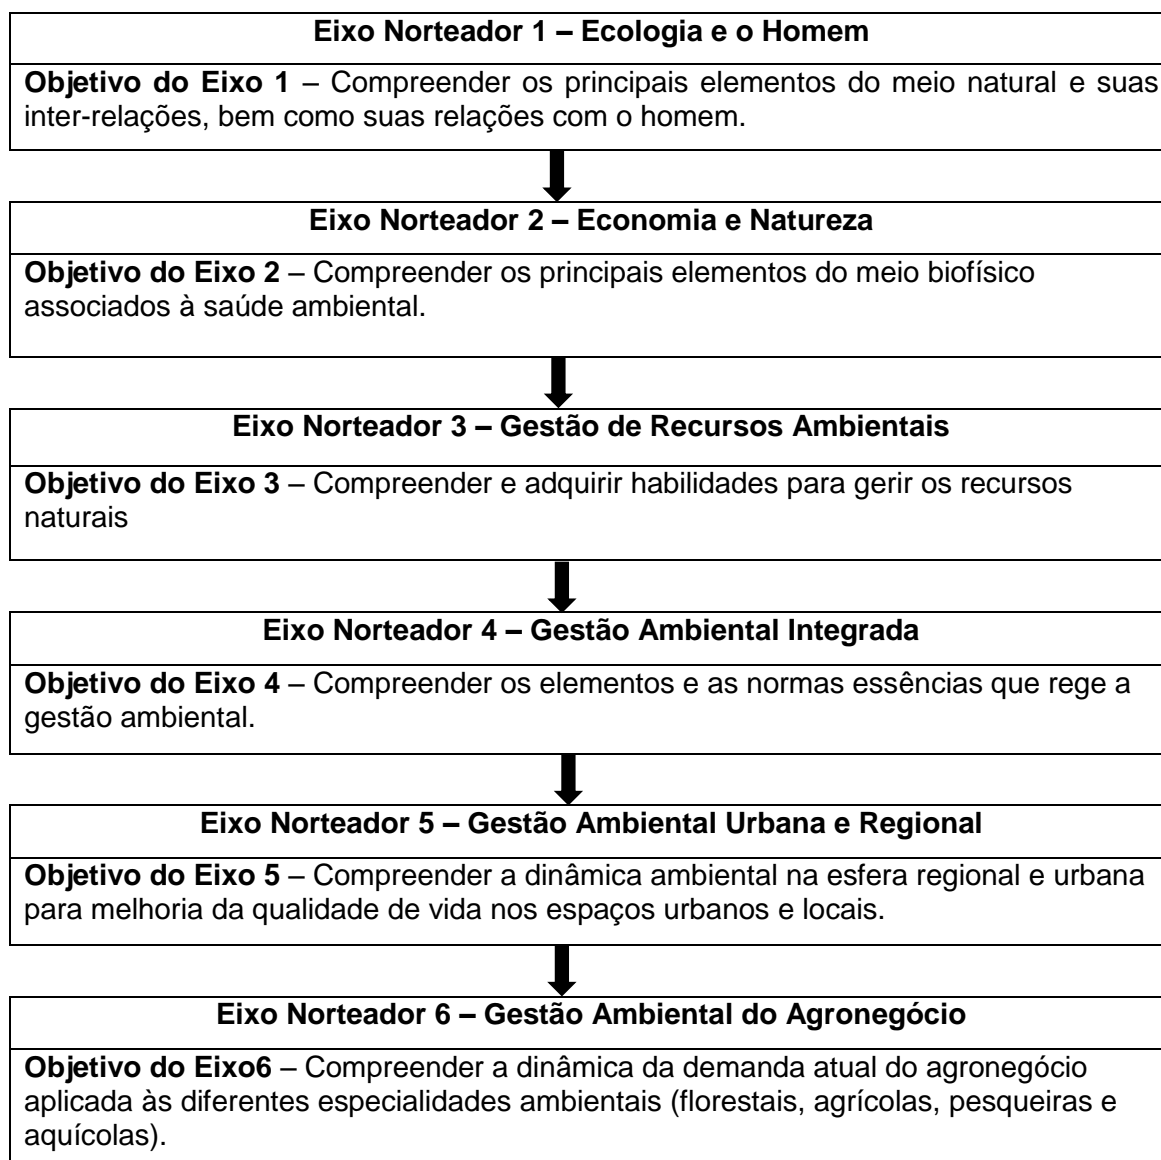 Eixo Norteador 1 – Ecologia e o Homem
Objetivo do Eixo 1 – Compreender os principais elementos do meio natural e suas
inter-relações, bem como suas relações com o homem.
Eixo Norteador 2 – Economia e Natureza
Objetivo do Eixo 2 – Compreender os principais elementos do meio biofísico
associados à saúde ambiental.
Eixo Norteador 3 – Gestão de Recursos Ambientais
Objetivo do Eixo 3 – Compreender e adquirir habilidades para gerir os recursos
naturais
Eixo Norteador 4 – Gestão Ambiental Integrada
Objetivo do Eixo 4 – Compreender os elementos e as normas essências que rege a
gestão ambiental.
Eixo Norteador 5 – Gestão Ambiental Urbana e Regional
Objetivo do Eixo 5 – Compreender a dinâmica ambiental na esfera regional e urbana
para melhoria da qualidade de vida nos espaços urbanos e locais.
Eixo Norteador 6 – Gestão Ambiental do Agronegócio
Objetivo do Eixo6 – Compreender a dinâmica da demanda atual do agronegócio
aplicada às diferentes especialidades ambientais (florestais, agrícolas, pesqueiras e
aquícolas).